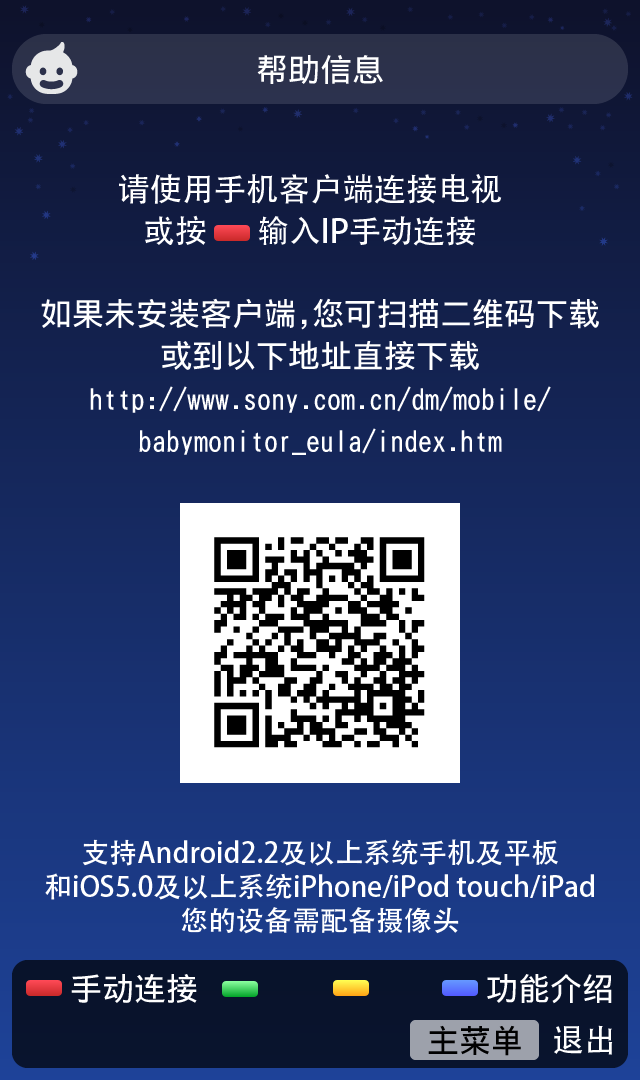 帮助信息
请使用手机客户端连接电视
或按 输入IP手动连接
如果未安装客户端,您可扫描二维码下载
或到以下地址直接下载
http://www.sony.com.cn/dm/mobile/
babymonitor_eula/index.htm
支持Android2.2及以上系统手机及平板
和iOS5.0及以上系统iPhone/iPod touch/iPad
您的设备需配备摄像头
手动连接 功能介绍
主菜单 退出